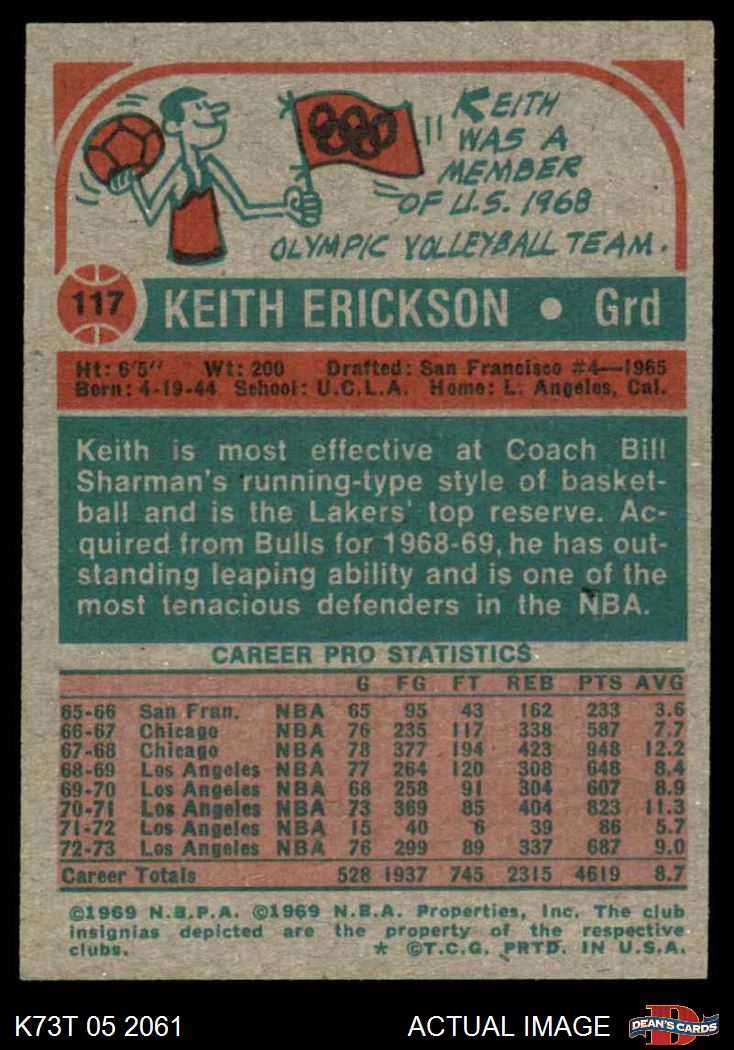 KEITH
WAS A
MEMBER
OF U.S. 1968
OLYMPIC VOLLEYBALL TEAM.
117 KEITH ERICKSON • Grd
Ht: 6'5" Wt: 200 Drafted: San Francisco #4—1965
Born: 4-19-44 School: U.C.L.A. Home: L. Angeles, Cal.
Keith is most effective at Coach Bill
Sharman's running-type style of basket-
ball and is the Lakers' top reserve. Ac-
quired from Bulls for 1968-69, he has out-
standing leaping ability and is one of the
most tenacious defenders in the NBA.
CAREER PRO STATISTICS
G FG FT REB PTS AVG
65-66 San Fran. NBA 65 95 43 162 233 3.6
66-67 Chicago NBA 76 235 117 338 587 7.7
67-68 Chicago NBA 78 377 194 423 948 12.2
68-69 Los Angeles NBA 77 264 120 308 648 8.4
69-70 Los Angeles NBA 68 258 91 304 607 8.9
70-71 Los Angeles NBA 73 369 85 404 823 11.3
71-72 Los Angeles NBA 15 40 6 39 86 5.7
72-73 Los Angeles NBA 76 299 89 337 687 9.0
Career Totals 528 1937 745 2315 4619 8.7
©1969 N.B.P.A. ©1969 N.B.A. Properties, Inc. The club
insignias depicted are the property of the respective
clubs. * ©T.C.G. PRTD. IN U.S.A.
K73T 05 2061 ACTUAL IMAGE D DEAN'S CARDS